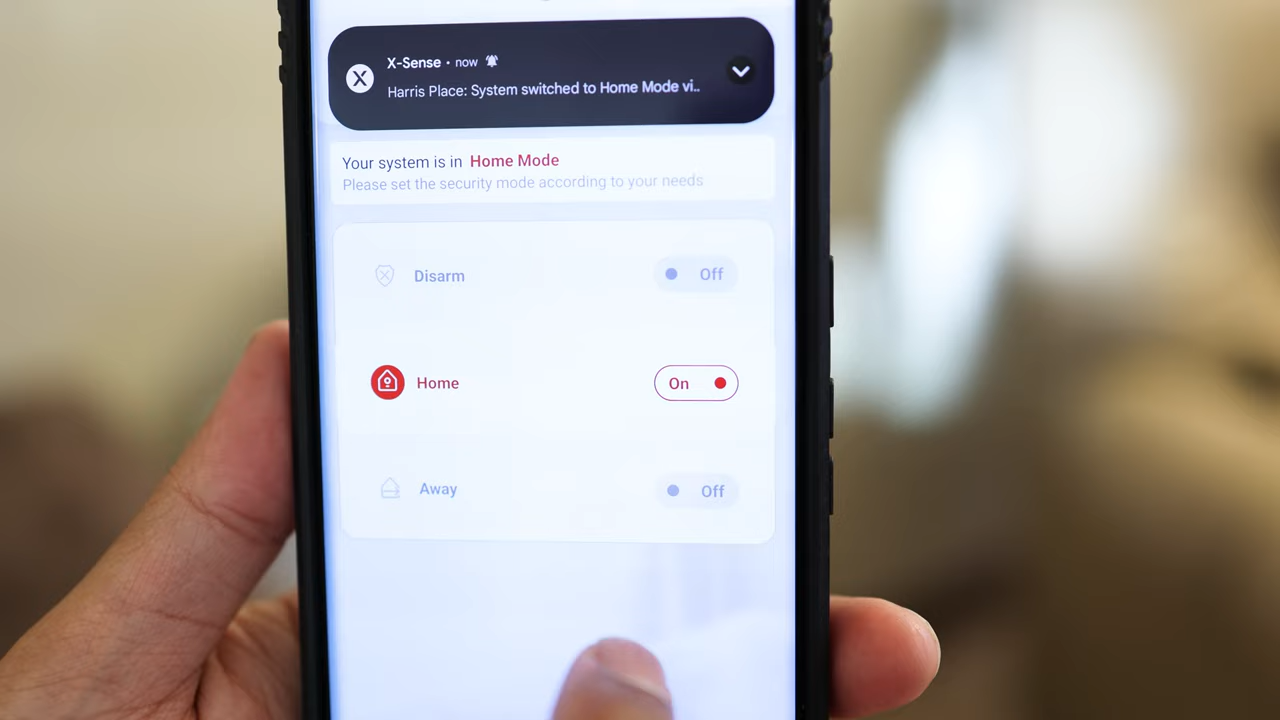 X-Sense • now
Harris Place: System switched to Home Mode vi..
Your system is in Home Mode
Please set the security mode according to your needs
Disarm Off
Home On
Away Off